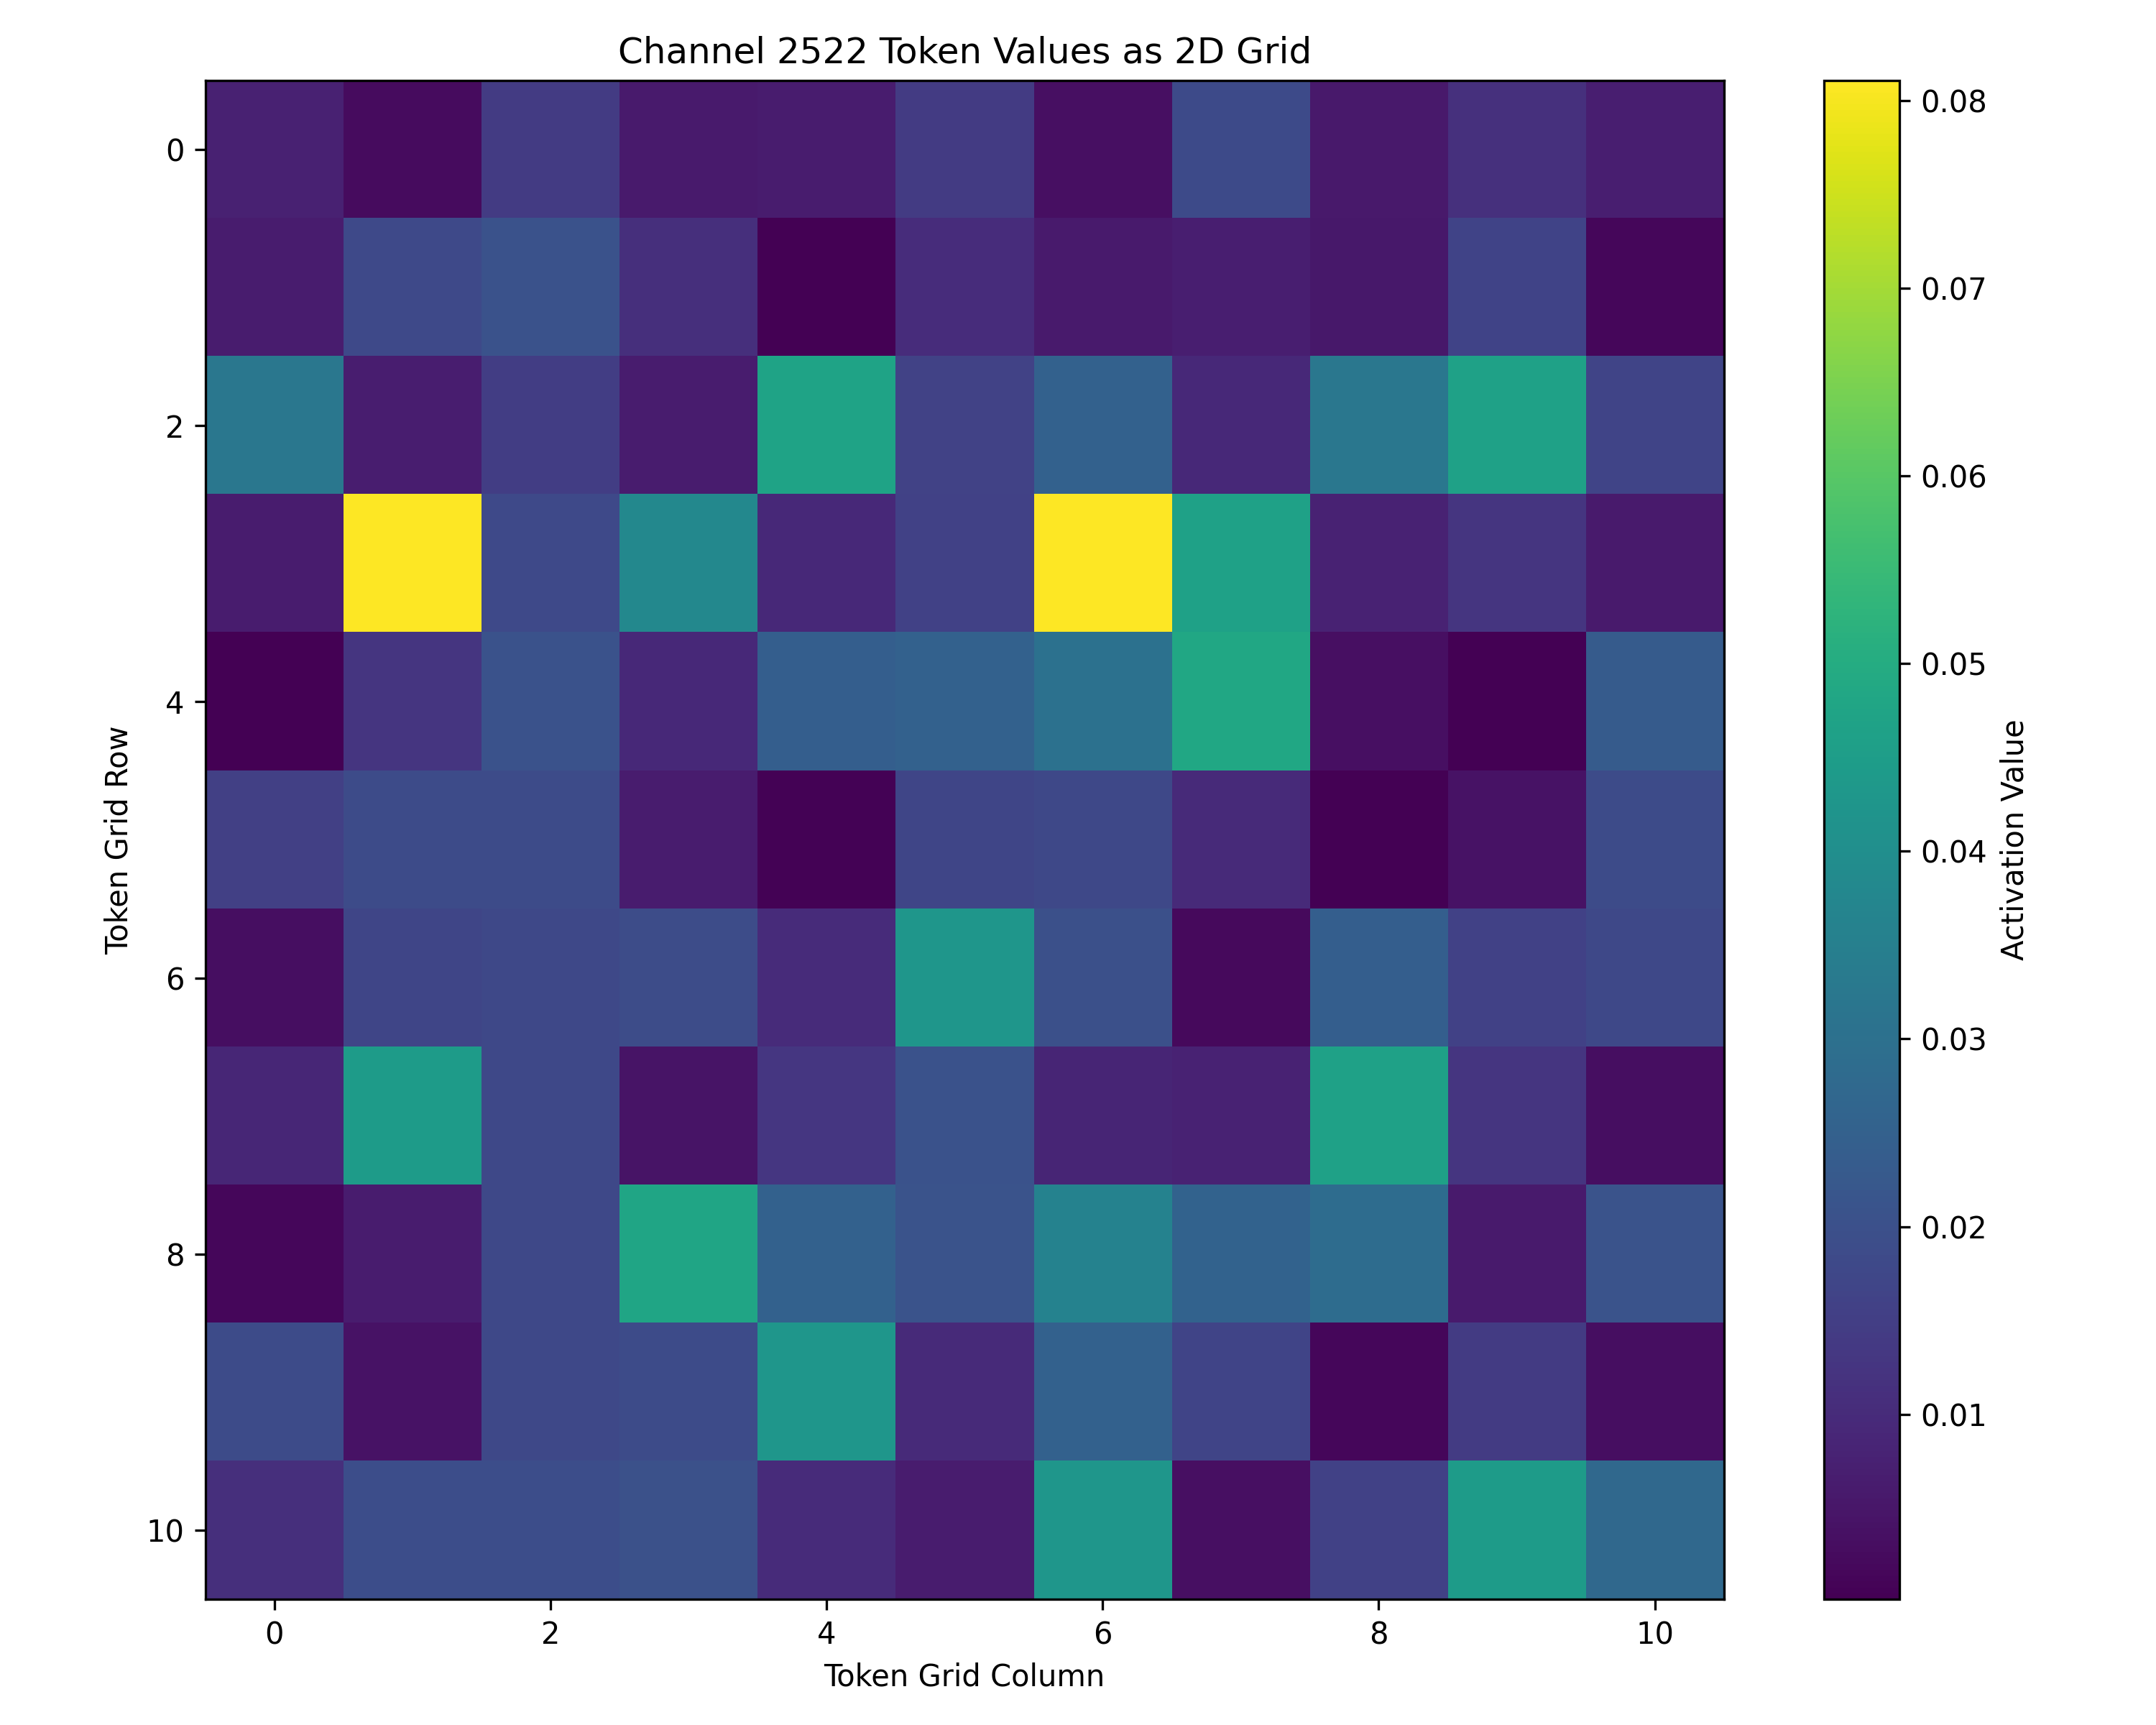 Channel 2522 Token Values as 2D Grid
0
2
4
6
8
10
Token Grid Row
0 2 4 6 8 10
Token Grid Column
0.08
0.07
0.06
0.05
0.04
0.03
0.02
0.01
Activation Value